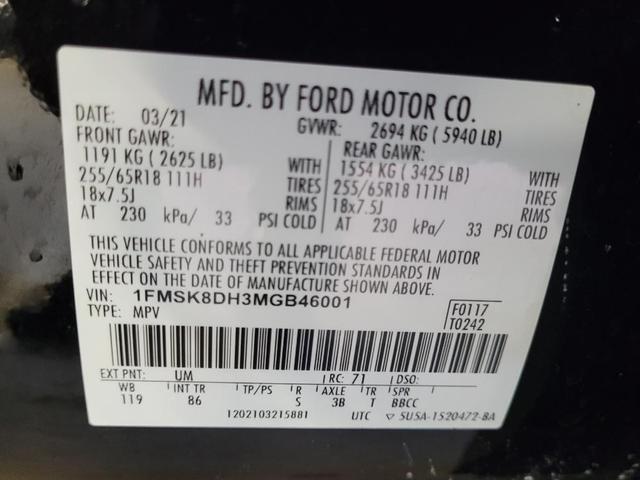 MFD. BY FORD MOTOR CO.
DATE: 03/21 GVWR: 2694 KG ( 5940 LB)
FRONT GAWR: REAR GAWR:
1191 KG ( 2625 LB) WITH 1554 KG ( 3425 LB) WITH
255/65R18 111H TIRES 255/65R18 111H TIRES
18x7.5J RIMS 18x7.5J RIMS
AT 230 kPa/ 33 PSI COLD AT 230 kPa/ 33 PSI COLD
THIS VEHICLE CONFORMS TO ALL APPLICABLE FEDERAL MOTOR
VEHICLE SAFETY AND THEFT PREVENTION STANDARDS IN
EFFECT ON THE DATE OF MANUFACTURE SHOWN ABOVE.
VIN: 1FMSK8DH3MGB46001 F0117
TYPE: MPV T0242
EXT PNT: UM RC: 71 DSO:
WB INT TR TP/PS R AXLE TR SPR
119 86 S 3B T BBCC
1202103215881 UTC ▽ SU5A-1520472-BA